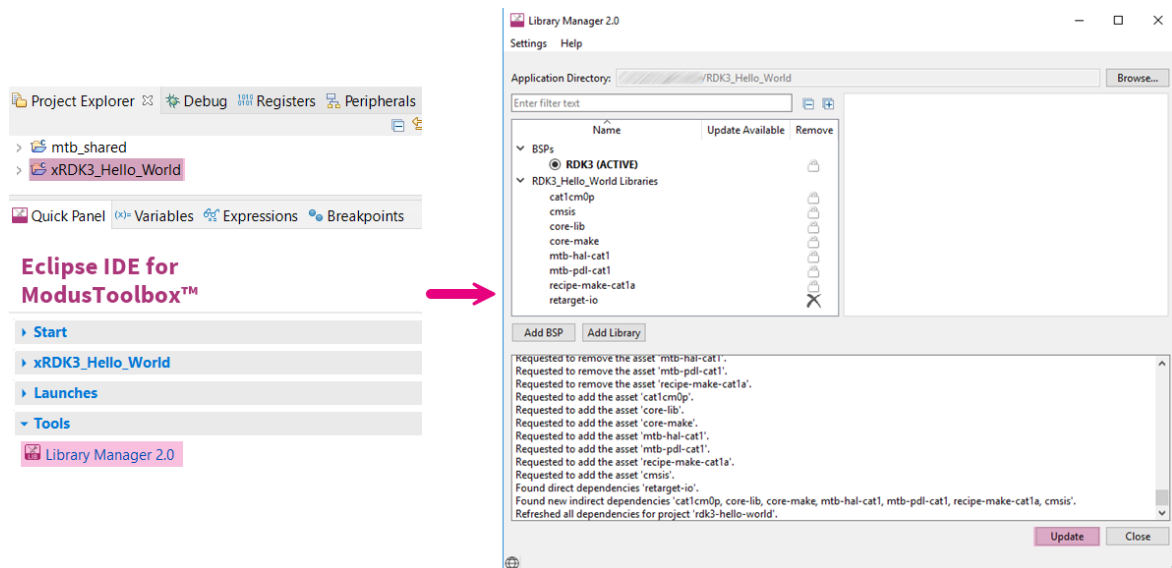 Project Explorer
Debug
Registers
Peripherals
mtb_shared
xRDK3_Hello_World
Quick Panel
(x)= Variables
Expressions
Breakpoints
Eclipse IDE for
ModusToolbox™
Start
xRDK3_Hello_World
Launches
Tools
LIB
Library Manager 2.0
Library Manager 2.0
Settings Help
Application Directory: /RDK3_Hello_World Browse...
Enter filter text
Name Update Available Remove
BSPs
RDK3 (ACTIVE)
RDK3_Hello_World Libraries
cat1cm0p
cmsis
core-lib
core-make
mtb-hal-cat1
mtb-pdl-cat1
recipe-make-cat1a
retarget-io
Add BSP Add Library
Requested to remove the asset 'mtb-hal-cat1'.
Requested to remove the asset 'mtb-pdl-cat1'.
Requested to remove the asset 'recipe-make-cat1a'.
Requested to add the asset 'cat1cm0p'.
Requested to add the asset 'core-lib'.
Requested to add the asset 'core-make'.
Requested to add the asset 'mtb-hal-cat1'.
Requested to add the asset 'mtb-pdl-cat1'.
Requested to add the asset 'recipe-make-cat1a'.
Requested to add the asset 'cmsis'.
Found direct dependencies 'retarget-io'.
Found new indirect dependencies 'cat1cm0p, core-lib, core-make, mtb-hal-cat1, mtb-pdl-cat1, recipe-make-cat1a, cmsis'.
Refreshed all dependencies for project 'rdk3-hello-world'.
Update Close